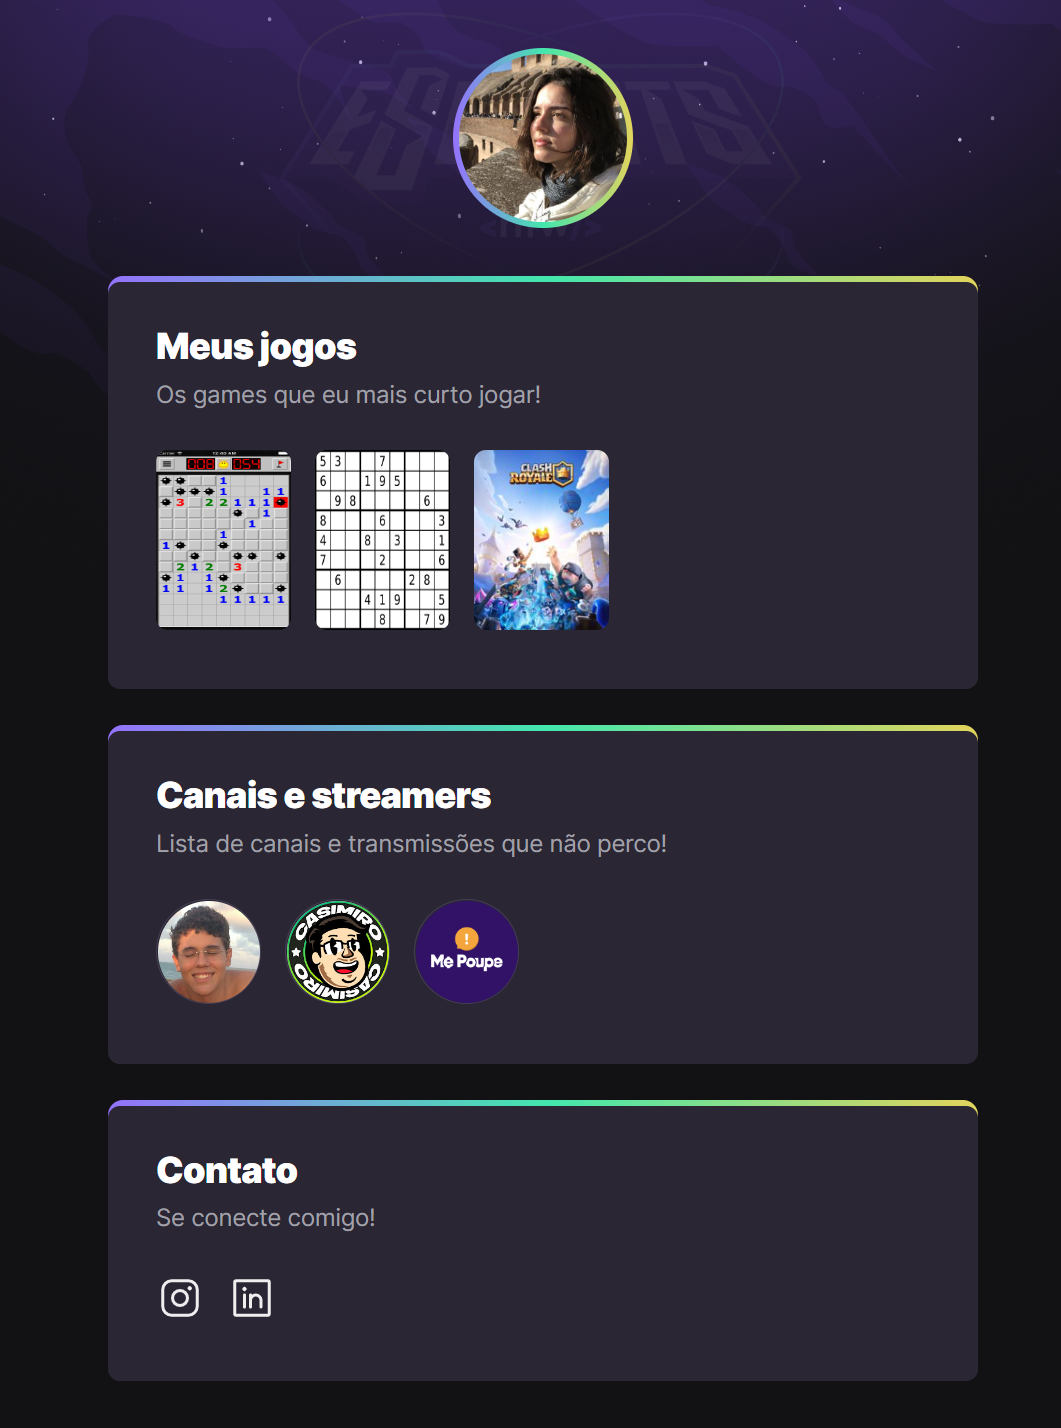 ESPORTS
<nlw/>
Meus jogos
Os games que eu mais curto jogar!
CLASH
ROYALE
5 3 7
6 1 9 5
9 8 6
8 6 3
4 8 3 1
7 2 6
6 2 8
4 1 9 5
8 7 9
Canais e streamers
Lista de canais e transmissões que não perco!
CASIMIRO
CASIMIRO
!
Me Poupe
Contato
Se conecte comigo!
in